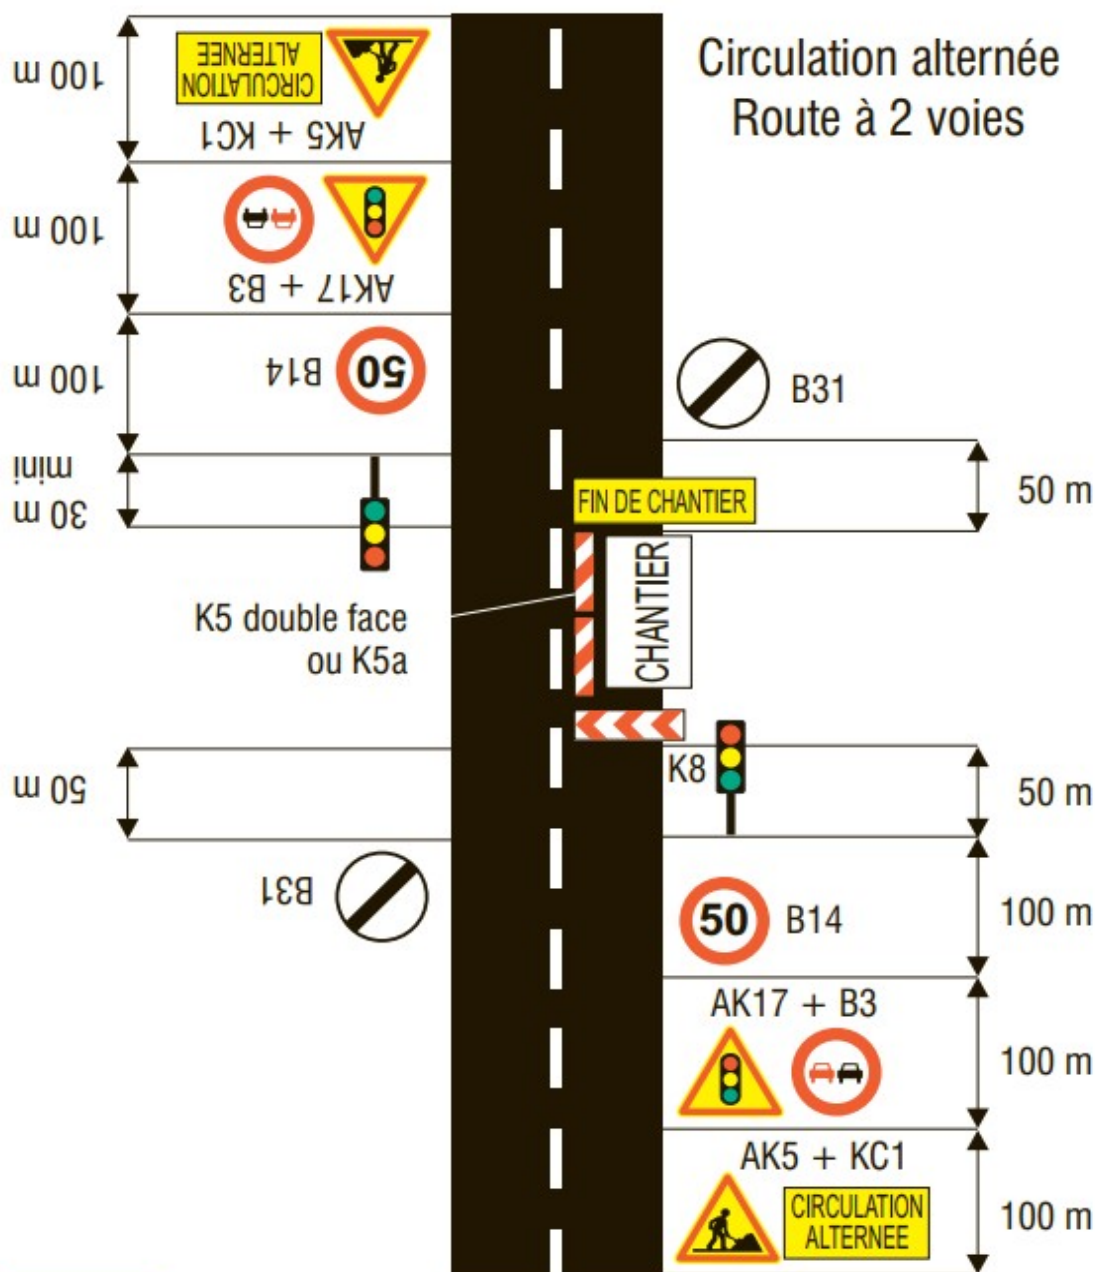 Circulation alternée
Route à 2 voies
100 m
CIRCULATION
ALTERNEE
AK5 + KC1
100 m
AK17 + B3
100 m
B14
50
B31
30 m
mini
50 m
FIN DE CHANTIER
CHANTIER
K5 double face
ou K5a
K8
50 m
50 m
B31
50
B14
100 m
AK17 + B3
100 m
AK5 + KC1
CIRCULATION
ALTERNEE
100 m